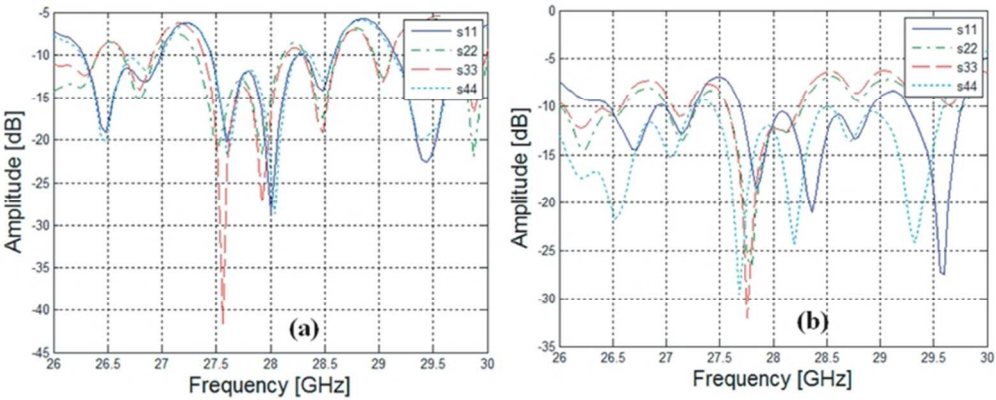 -5
-10
-15
-20
-25
-30
-35
-40
-45
Amplitude [dB]
s11
s22
s33
s44
(a)
26 26.5 27 27.5 28 28.5 29 29.5 30
Frequency [GHz]
0
-5
-10
-15
-20
-25
-30
-35
Amplitude [dB]
s11
s22
s33
s44
(b)
26 26.5 27 27.5 28 28.5 29 29.5 30
Frequency [GHz]